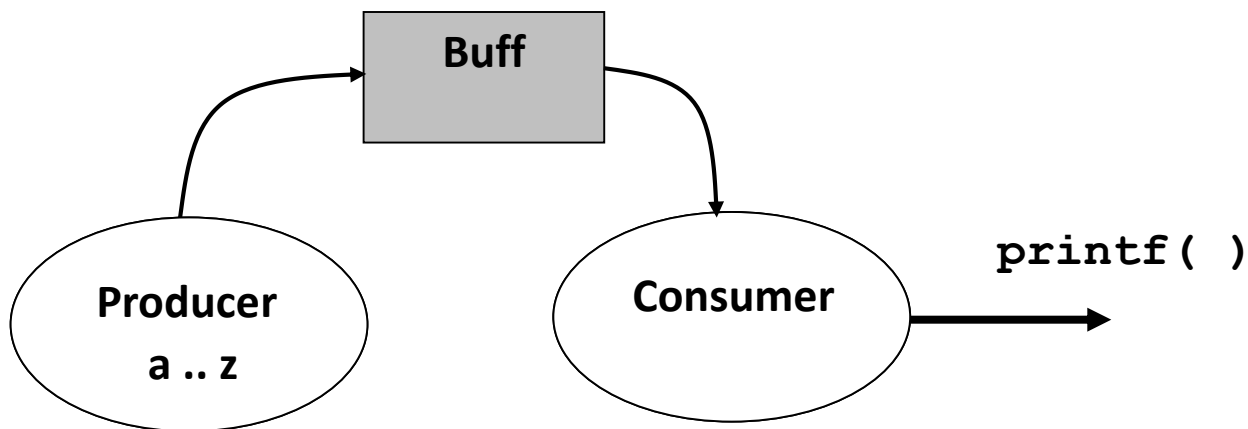 Buff
Producer
a .. z
Consumer
printf( )